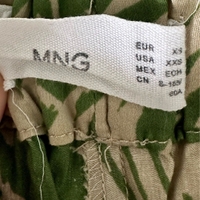 MNG
EUR XS
USA XXS
MEX ECH
CN